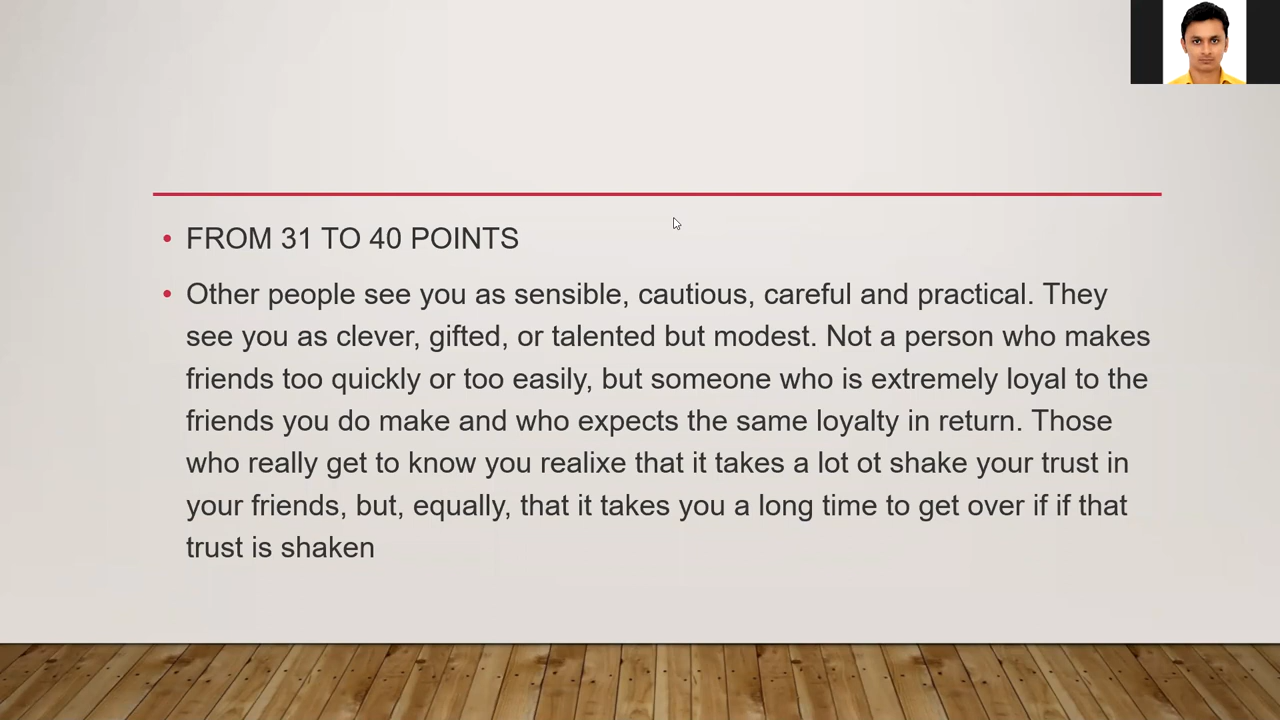 FROM 31 TO 40 POINTS
Other people see you as sensible, cautious, careful and practical. They
see you as clever, gifted, or talented but modest. Not a person who makes
friends too quickly or too easily, but someone who is extremely loyal to the
friends you do make and who expects the same loyalty in return. Those
who really get to know you realixe that it takes a lot ot shake your trust in
your friends, but, equally, that it takes you a long time to get over if if that
trust is shaken